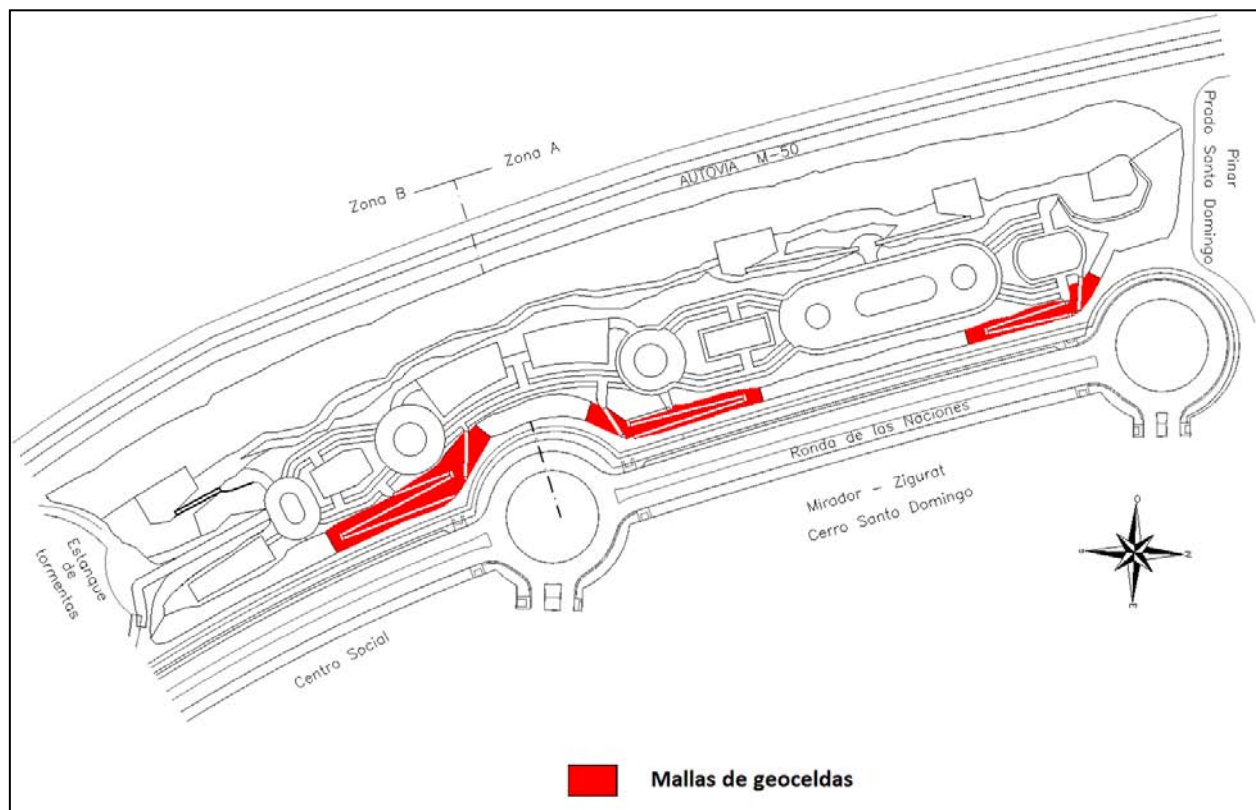 Zona A
Zona B
AUTOVIA M-50
Prado Santo Domingo
Pinar
Ronda de las Naciones
Mirador - Zigurat
Cerro Santo Domingo
Estanque
de
tormentas
Centro Social
O
N
S
E
Mallas de geoceldas